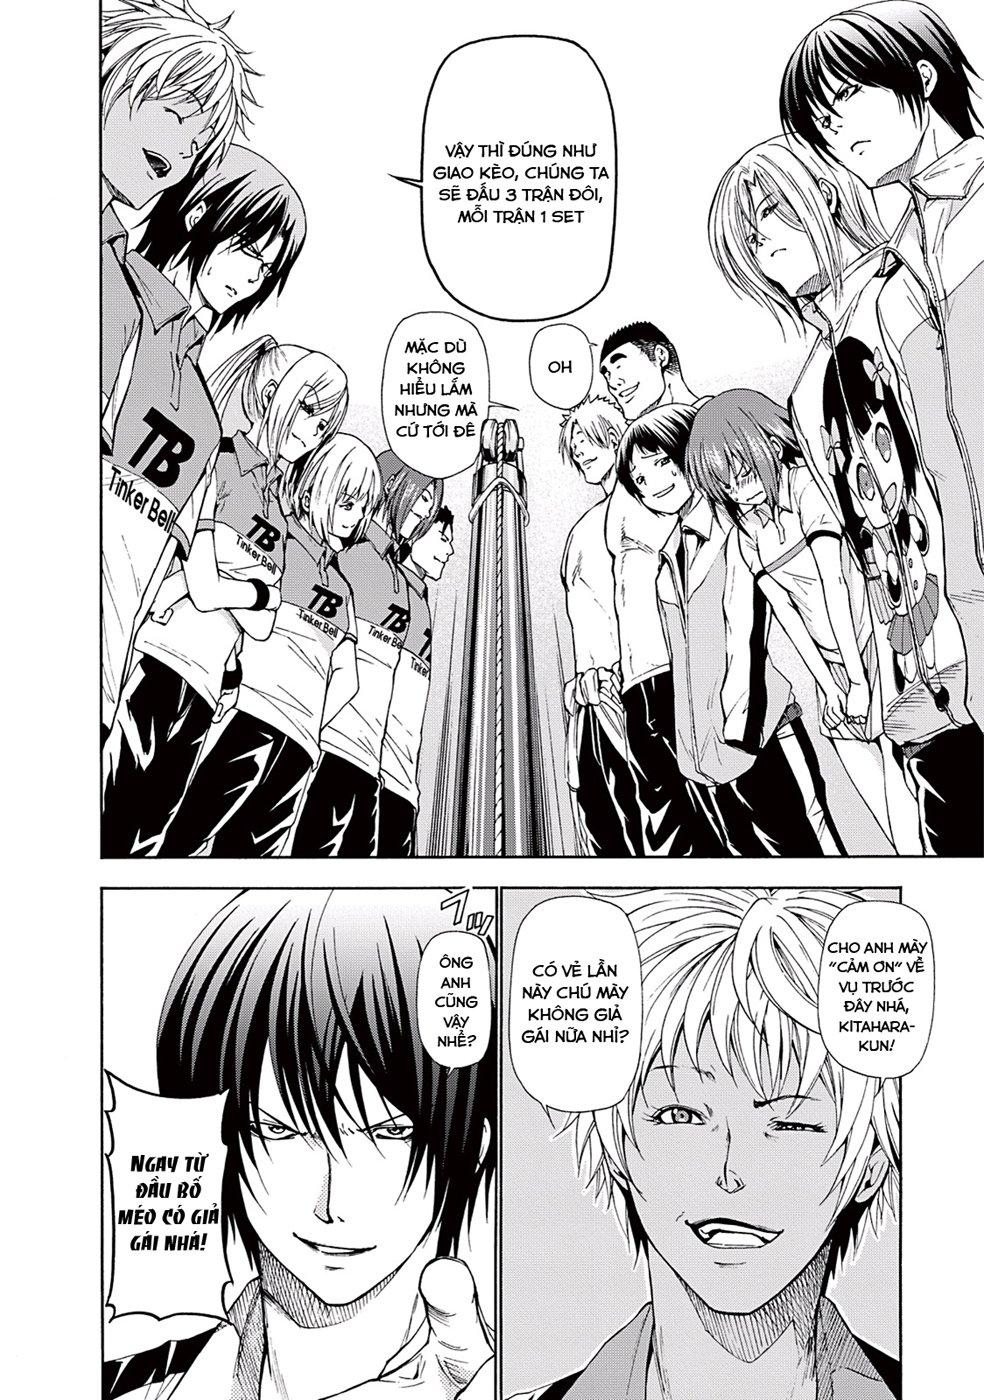 VẬY THÌ ĐÚNG NHƯ
GIAO KÈO, CHÚNG TA
SẼ ĐẤU 3 TRẬN ĐÔI,
MỖI TRẬN 1 SET
OH
MẶC DÙ
KHÔNG
HIỂU LẮM
NHƯNG MÀ
CỨ TỚI ĐÊ
TB
Tinker Bell
TB
Tinker Bell
TB
Tinker Bell
Tinker Bell
CHO ANH MÀY
“CẢM ƠN“ VỀ
VỤ TRƯỚC
ĐÂY NHÁ,
KITAHARA-
KUN!
CÓ VẺ LẦN
NÀY CHÚ MÀY
KHÔNG GIẢ
GÁI NỮA NHỈ?
ÔNG
ANH
CŨNG
VẬY
NHỂ?
NGAY TỪ
ĐẦU BỐ
MÉO CÓ GIẢ
GÁI NHÁ!